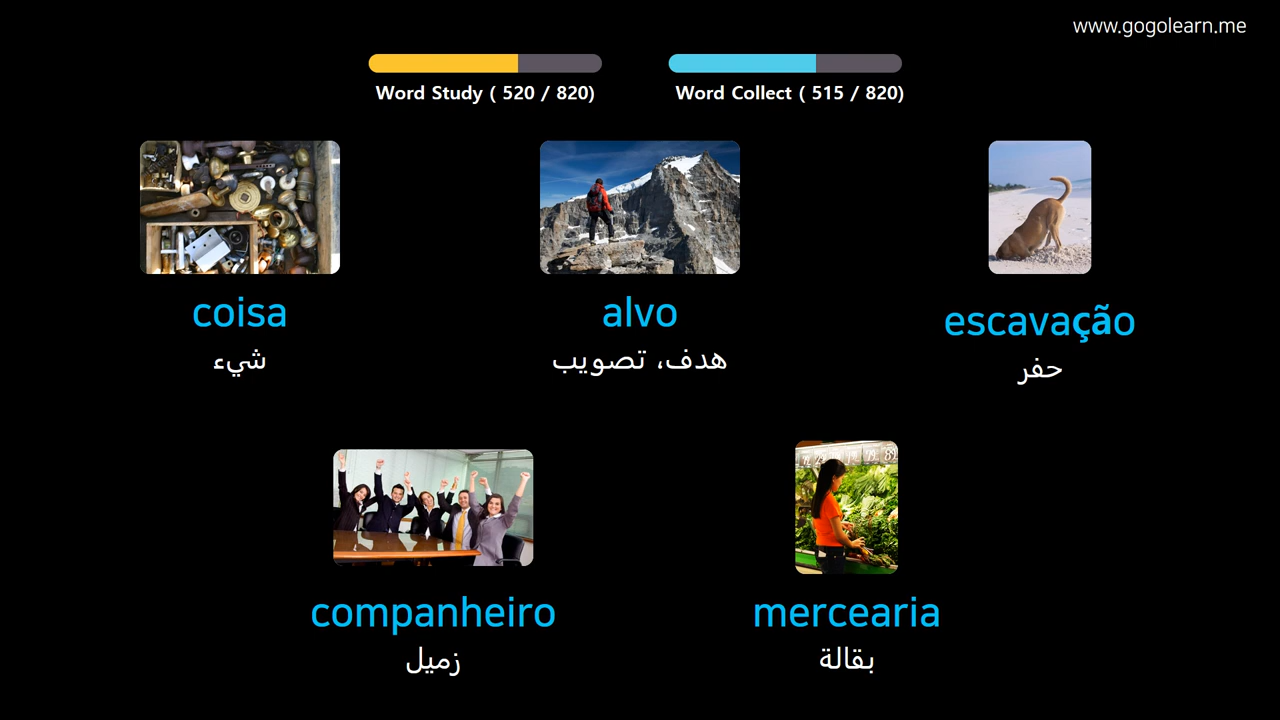 www.gogolearn.me
Word Study ( 520 / 820)
Word Collect ( 515 / 820)
coisa
شيء
alvo
هدف، تصويب
escavação
حفر
companheiro
زميل
mercearia
بقالة